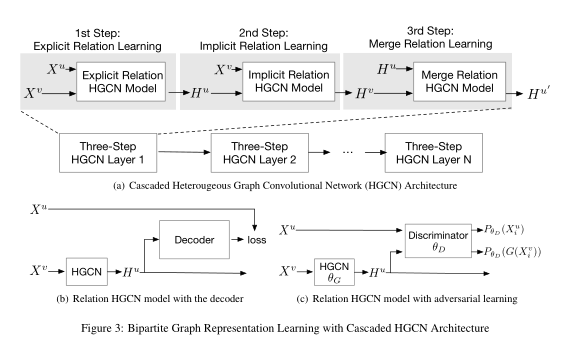 1st Step:
Explicit Relation Learning
2nd Step:
Implicit Relation Learning
3rd Step:
Merge Relation Learning
X^u
X^v
Explicit Relation
HGCN Model
H^u
X^v
Implicit Relation
HGCN Model
H^v
H^u
Merge Relation
HGCN Model
H^{u'}
Three-Step
HGCN Layer 1
Three-Step
HGCN Layer 2
...
Three-Step
HGCN Layer N
(a) Cascaded Heterougeous Graph Convolutional Network (HGCN) Architecture
X^u
Decoder
loss
X^v
HGCN
H^u
(b) Relation HGCN model with the decoder
X^u
Discriminator
θ_D
P_{θ_D}(X_i^u)
P_{θ_D}(G(X_i^v))
X^v
HGCN
θ_G
H^u
(c) Relation HGCN model with adversarial learning
Figure 3: Bipartite Graph Representation Learning with Cascaded HGCN Architecture